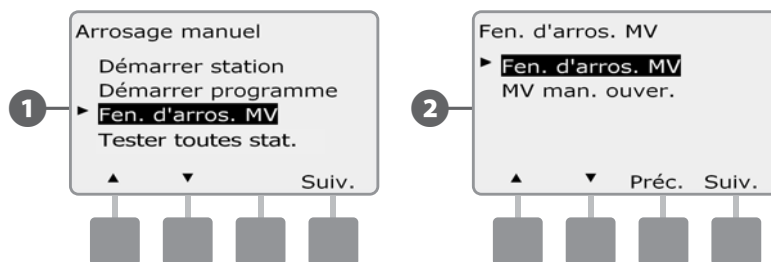 Arrosage manuel
Démarrer station
Démarrer programme
Fen. d'arros. MV
Tester toutes stat.
Suiv.
1
Fen. d'arros. MV
Fen. d'arros. MV
MV man. ouver.
Préc. Suiv.
2